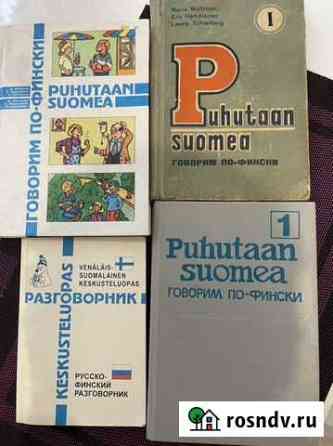 ГОВОРИМ ПО-ФИНСКИ
PUHUTAAN
SUOMEA
I
Puhutaan
suomea
ГОВОРИМ ПО-ФИНСКИ
KESKUSTELUOPAS
VENÄLÄIS-
SUOMALAINEN
KESKUSTELUOPAS
РАЗГОВОРНИК
РУССКО-
ФИНСКИЙ
РАЗГОВОРНИК
1
Puhutaan
suomea
ГОВОРИМ ПО-ФИНСКИ
rosndv.ru